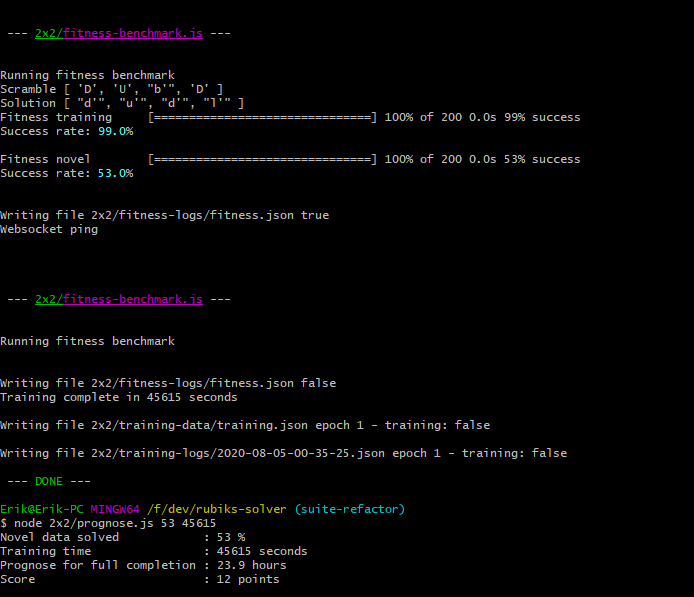 --- 2x2/fitness-benchmark.js ---
Running fitness benchmark
Scramble [ 'D', 'U', "b'", 'D' ]
Solution [ "d'", "u'", "d'", "l'" ]
Fitness training [===============================] 100% of 200 0.0s 99% success
Success rate: 99.0%
Fitness novel [===============================] 100% of 200 0.0s 53% success
Success rate: 53.0%
Writing file 2x2/fitness-logs/fitness.json true
Websocket ping
--- 2x2/fitness-benchmark.js ---
Running fitness benchmark
Writing file 2x2/fitness-logs/fitness.json false
Training complete in 45615 seconds
Writing file 2x2/training-data/training.json epoch 1 - training: false
Writing file 2x2/training-logs/2020-08-05-00-35-25.json epoch 1 - training: false
--- DONE ---
Erik@Erik-PC MINGW64 /f/dev/rubiks-solver (suite-refactor)
$ node 2x2/prognose.js 53 45615
Novel data solved : 53 %
Training time : 45615 seconds
Prognose for full completion : 23.9 hours
Score : 12 points